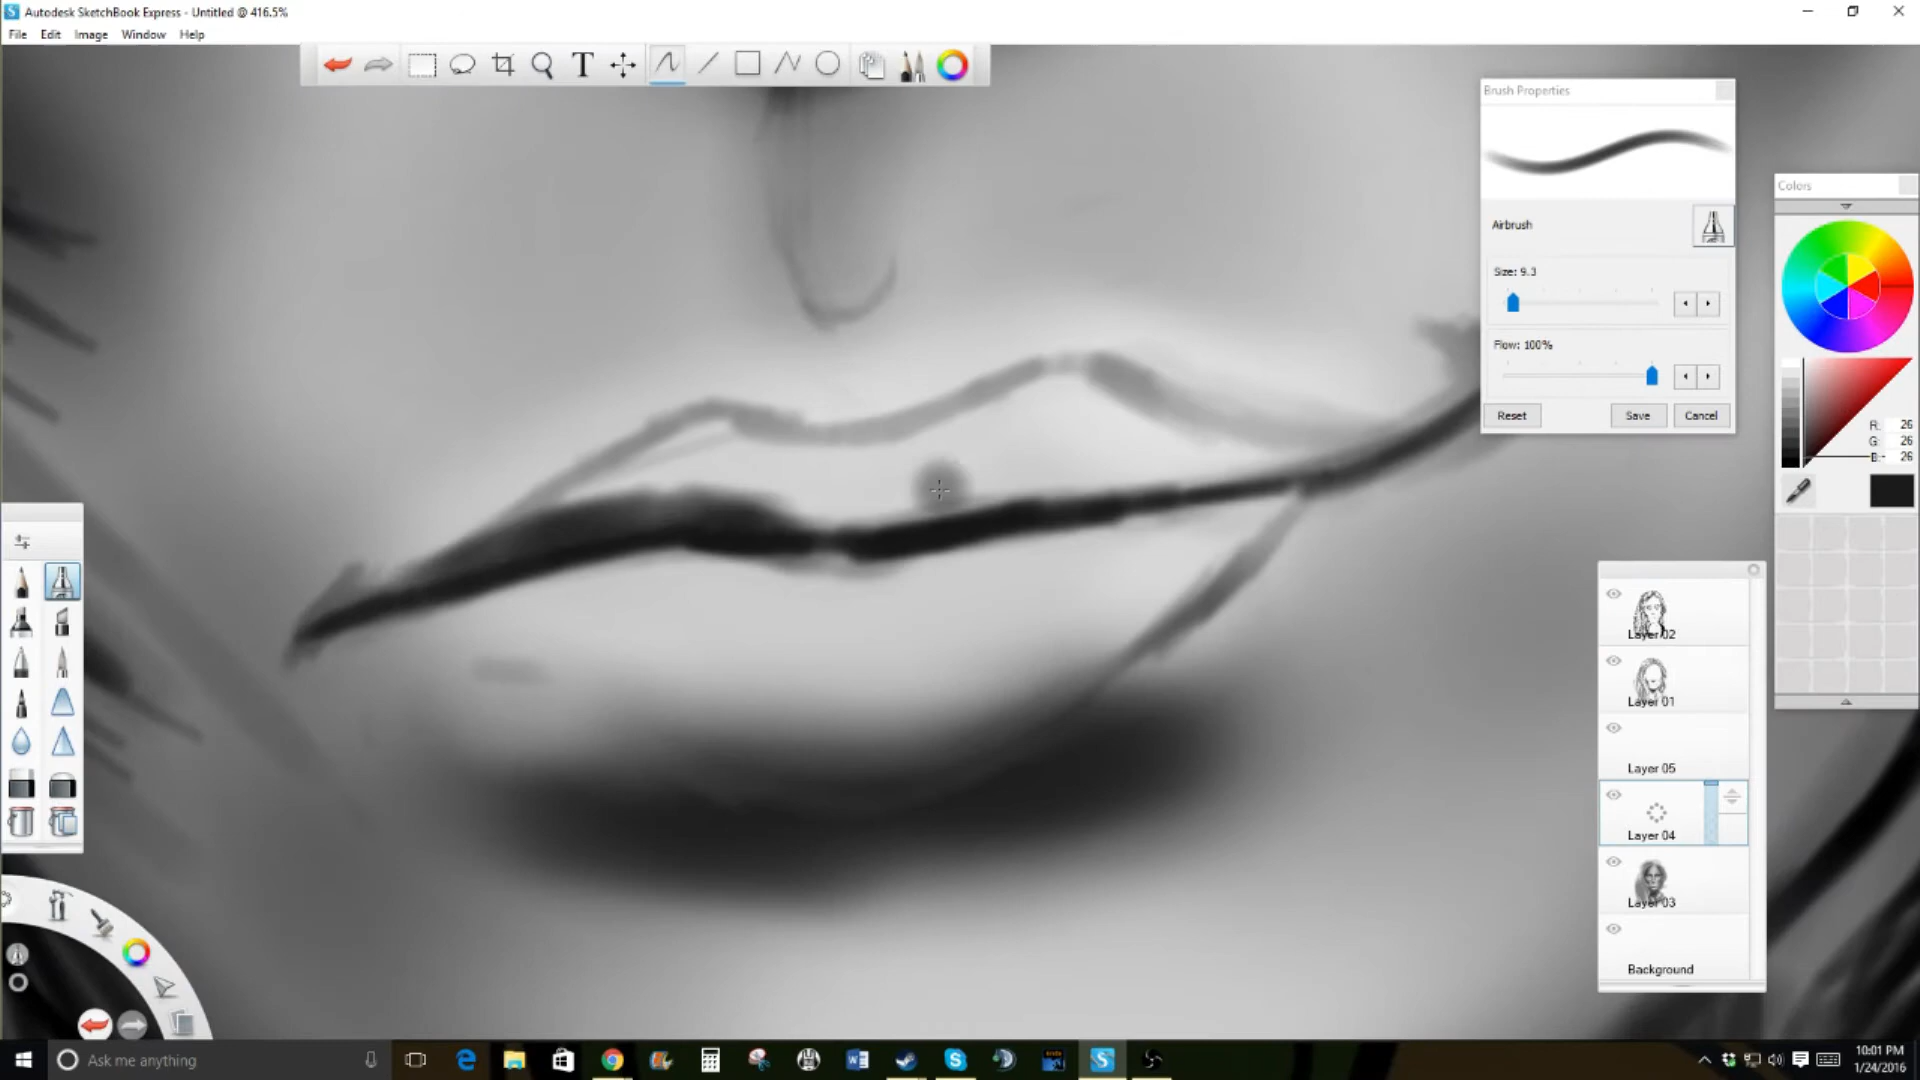 Autodesk SketchBook Express - Untitled @ 416.5%
File Edit Image Window Help
T
Brush Properties
Airbrush
Size: 9.3
Flow: 100%
Reset Save Cancel
Colors
R: 26
G: 26
B: 26
Layer 02
Layer 01
Layer 05
Layer 04
Layer 03
Background
Ask me anything
10:01 PM
1/24/2016